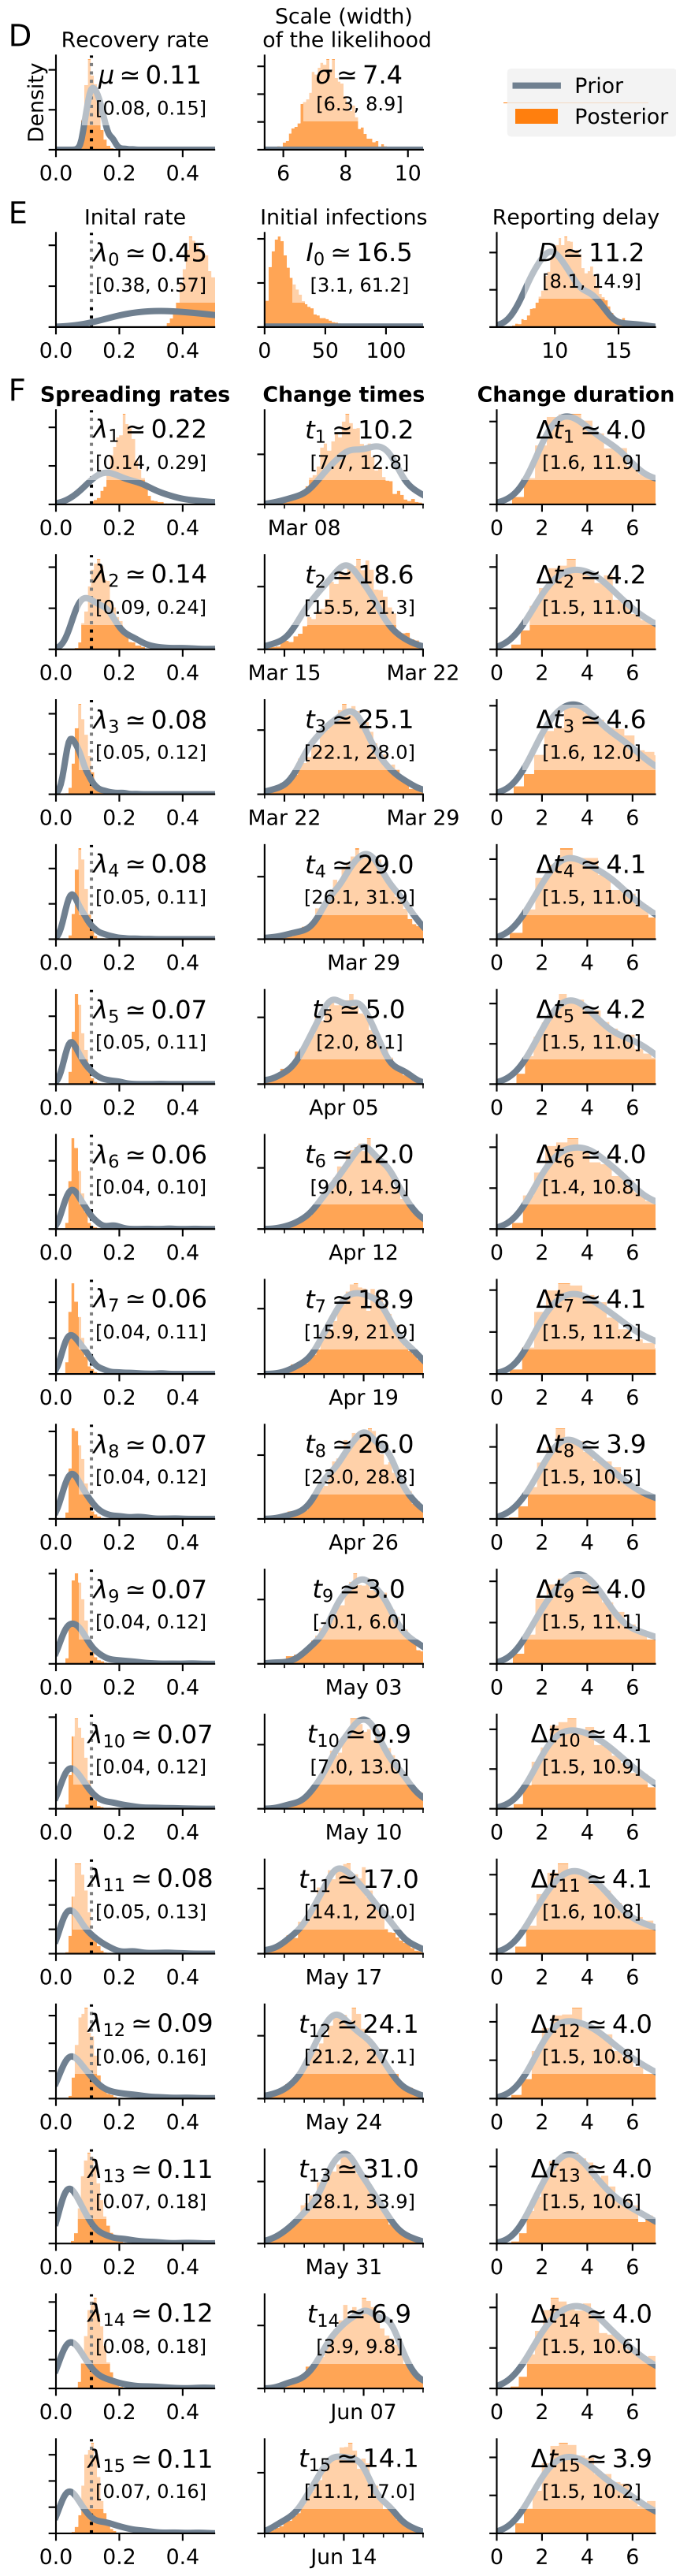 D
Recovery rate
Scale (width)
of the likelihood
Density
μ ≃ 0.11
[0.08, 0.15]
σ ≃ 7.4
[6.3, 8.9]
Prior
Posterior
0.0 0.2 0.4
6 8 10
E
Inital rate
Initial infections
Reporting delay
λ0 ≃ 0.45
[0.38, 0.57]
I0 ≃ 16.5
[3.1, 61.2]
D ≃ 11.2
[8.1, 14.9]
0.0 0.2 0.4
0 50 100
10 15
F
Spreading rates
Change times
Change duration
λ1 ≃ 0.22
[0.14, 0.29]
t1 ≃ 10.2
[7.7, 12.8]
Δt1 ≃ 4.0
[1.6, 11.9]
0.0 0.2 0.4
Mar 08
0 2 4 6
λ2 ≃ 0.14
[0.09, 0.24]
t2 ≃ 18.6
[15.5, 21.3]
Δt2 ≃ 4.2
[1.5, 11.0]
0.0 0.2 0.4
Mar 15 Mar 22
0 2 4 6
λ3 ≃ 0.08
[0.05, 0.12]
t3 ≃ 25.1
[22.1, 28.0]
Δt3 ≃ 4.6
[1.6, 12.0]
0.0 0.2 0.4
Mar 22 Mar 29
0 2 4 6
λ4 ≃ 0.08
[0.05, 0.11]
t4 ≃ 29.0
[26.1, 31.9]
Δt4 ≃ 4.1
[1.5, 11.0]
0.0 0.2 0.4
Mar 29
0 2 4 6
λ5 ≃ 0.07
[0.05, 0.11]
t5 ≃ 5.0
[2.0, 8.1]
Δt5 ≃ 4.2
[1.5, 11.0]
0.0 0.2 0.4
Apr 05
0 2 4 6
λ6 ≃ 0.06
[0.04, 0.10]
t6 ≃ 12.0
[9.0, 14.9]
Δt6 ≃ 4.0
[1.4, 10.8]
0.0 0.2 0.4
Apr 12
0 2 4 6
λ7 ≃ 0.06
[0.04, 0.11]
t7 ≃ 18.9
[15.9, 21.9]
Δt7 ≃ 4.1
[1.5, 11.2]
0.0 0.2 0.4
Apr 19
0 2 4 6
λ8 ≃ 0.07
[0.04, 0.12]
t8 ≃ 26.0
[23.0, 28.8]
Δt8 ≃ 3.9
[1.5, 10.5]
0.0 0.2 0.4
Apr 26
0 2 4 6
λ9 ≃ 0.07
[0.04, 0.12]
t9 ≃ 3.0
[-0.1, 6.0]
Δt9 ≃ 4.0
[1.5, 11.1]
0.0 0.2 0.4
May 03
0 2 4 6
λ10 ≃ 0.07
[0.04, 0.12]
t10 ≃ 9.9
[7.0, 13.0]
Δt10 ≃ 4.1
[1.5, 10.9]
0.0 0.2 0.4
May 10
0 2 4 6
λ11 ≃ 0.08
[0.05, 0.13]
t11 ≃ 17.0
[14.1, 20.0]
Δt11 ≃ 4.1
[1.6, 10.8]
0.0 0.2 0.4
May 17
0 2 4 6
λ12 ≃ 0.09
[0.06, 0.16]
t12 ≃ 24.1
[21.2, 27.1]
Δt12 ≃ 4.0
[1.5, 10.8]
0.0 0.2 0.4
May 24
0 2 4 6
λ13 ≃ 0.11
[0.07, 0.18]
t13 ≃ 31.0
[28.1, 33.9]
Δt13 ≃ 4.0
[1.5, 10.6]
0.0 0.2 0.4
May 31
0 2 4 6
λ14 ≃ 0.12
[0.08, 0.18]
t14 ≃ 6.9
[3.9, 9.8]
Δt14 ≃ 4.0
[1.5, 10.6]
0.0 0.2 0.4
Jun 07
0 2 4 6
λ15 ≃ 0.11
[0.07, 0.16]
t15 ≃ 14.1
[11.1, 17.0]
Δt15 ≃ 3.9
[1.5, 10.2]
0.0 0.2 0.4
Jun 14
0 2 4 6